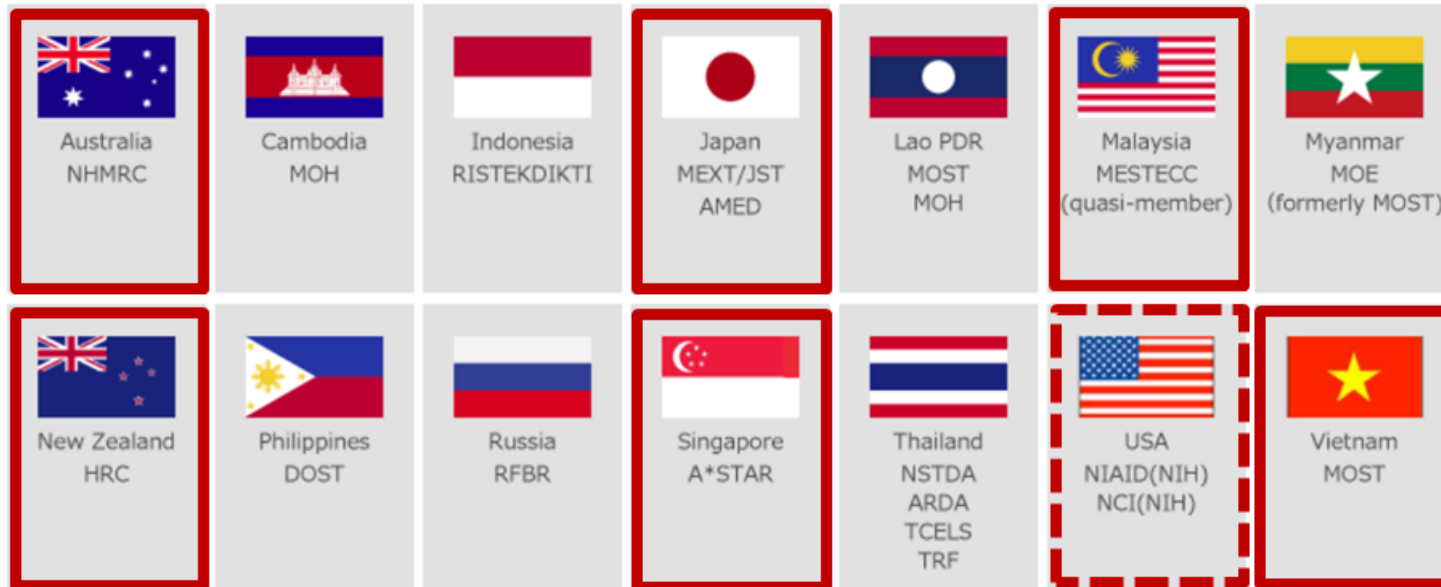 Australia
NHMRC
Cambodia
MOH
Indonesia
RISTEKDIKTI
Japan
MEXT/JST
AMED
Lao PDR
MOST
MOH
Malaysia
MESTECC
(quasi-member)
Myanmar
MOE
(formerly MOST)
New Zealand
HRC
Philippines
DOST
Russia
RFBR
Singapore
A*STAR
Thailand
NSTDA
ARDA
TCELS
TRF
USA
NIAID(NIH)
NCI(NIH)
Vietnam
MOST